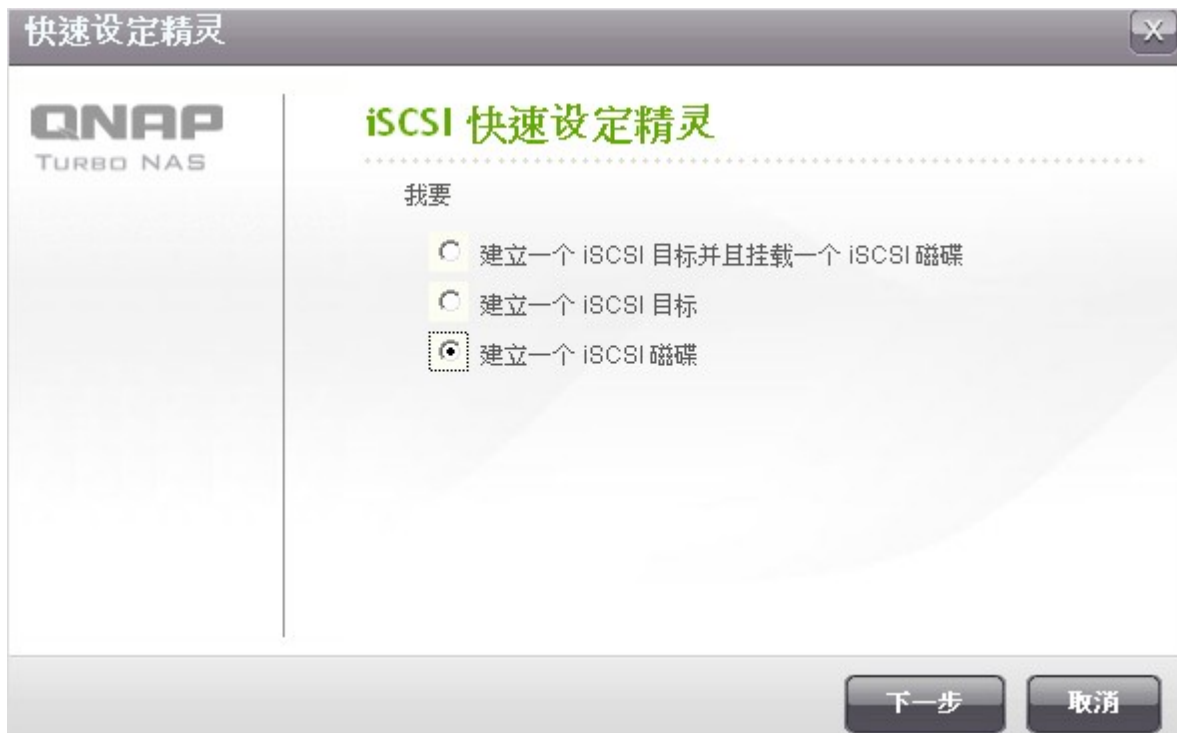 快速设定精灵
X
QNAP
TURBO NAS
iSCSI 快速设定精灵
我要
建立一个 iSCSI 目标并且挂载一个 iSCSI 磁碟
建立一个 iSCSI 目标
建立一个 iSCSI 磁碟
下一步
取消